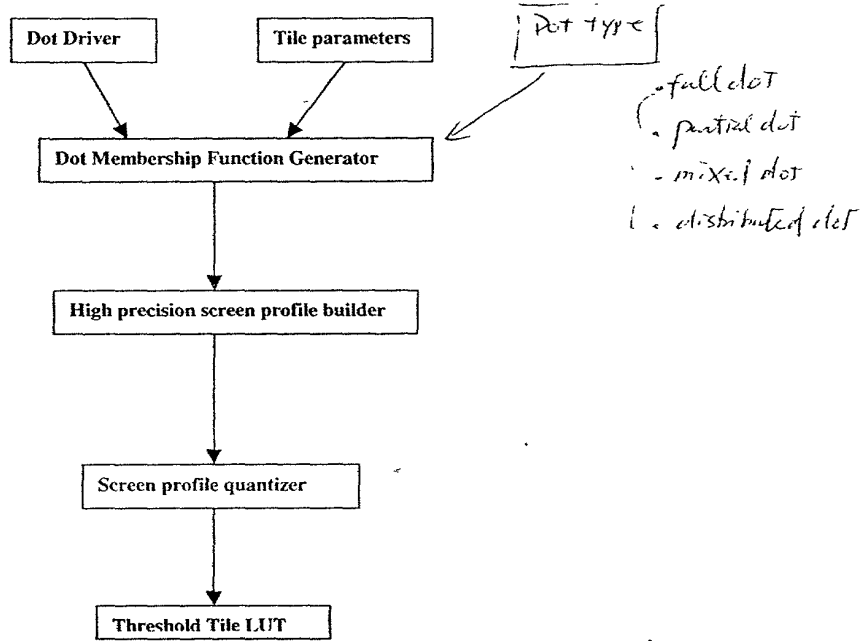 Dot Driver
Tile parameters
Dot type
• full dot
• partial dot
- mixed dot
• distributed dot
Dot Membership Function Generator
High precision screen profile builder
Screen profile quantizer
Threshold Tile LUT